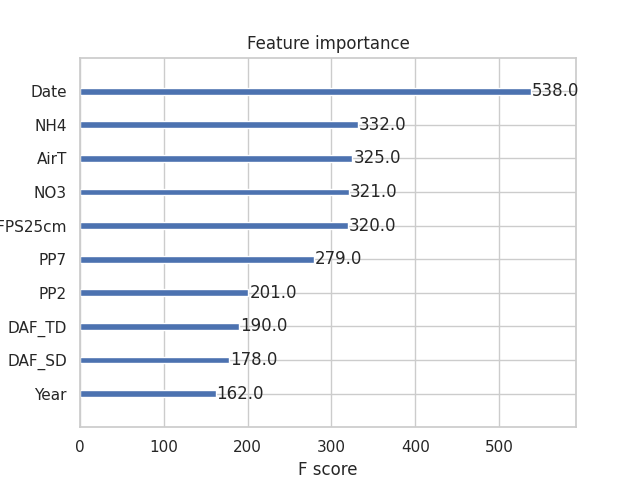 Feature importance
Date 538.0
NH4 332.0
AirT 325.0
NO3 321.0
FPS25cm 320.0
PP7 279.0
PP2 201.0
DAF_TD 190.0
DAF_SD 178.0
Year 162.0
0 100 200 300 400 500
F score